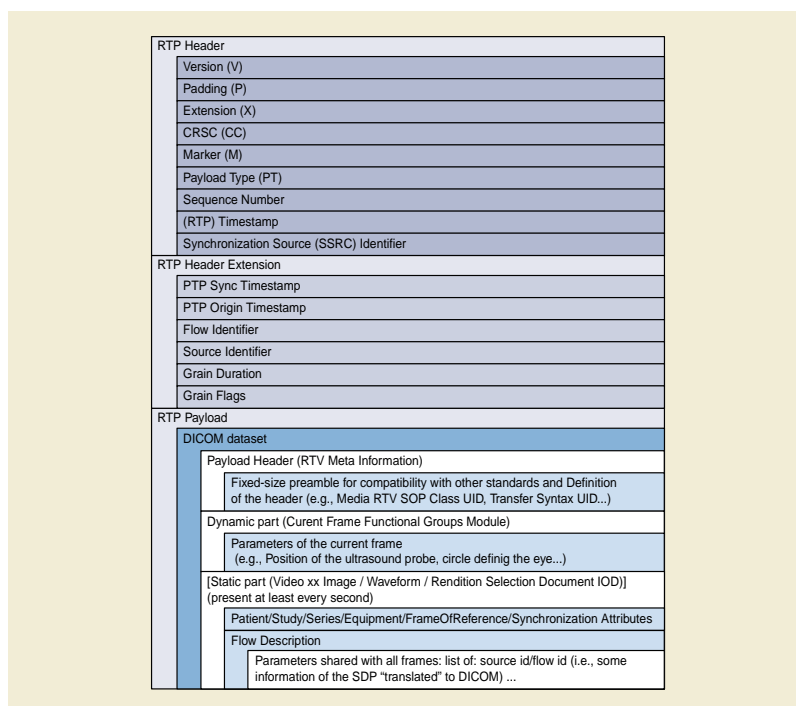 RTP Header
Version (V)
Padding (P)
Extension (X)
CRSC (CC)
Marker (M)
Payload Type (PT)
Sequence Number
(RTP) Timestamp
Synchronization Source (SSRC) Identifier
RTP Header Extension
PTP Sync Timestamp
PTP Origin Timestamp
Flow Identifier
Source Identifier
Grain Duration
Grain Flags
RTP Payload
DICOM dataset
Payload Header (RTV Meta Information)
Fixed-size preamble for compatibility with other standards and Definition
of the header (e.g., Media RTV SOP Class UID, Transfer Syntax UID...)
Dynamic part (Curent Frame Functional Groups Module)
Parameters of the current frame
(e.g., Position of the ultrasound probe, circle definig the eye...)
[Static part (Video xx Image / Waveform / Rendition Selection Document IOD)]
(present at least every second)
Patient/Study/Series/Equipment/FrameOfReference/Synchronization Attributes
Flow Description
Parameters shared with all frames: list of: source id/flow id (i.e., some
information of the SDP “translated” to DICOM) ...